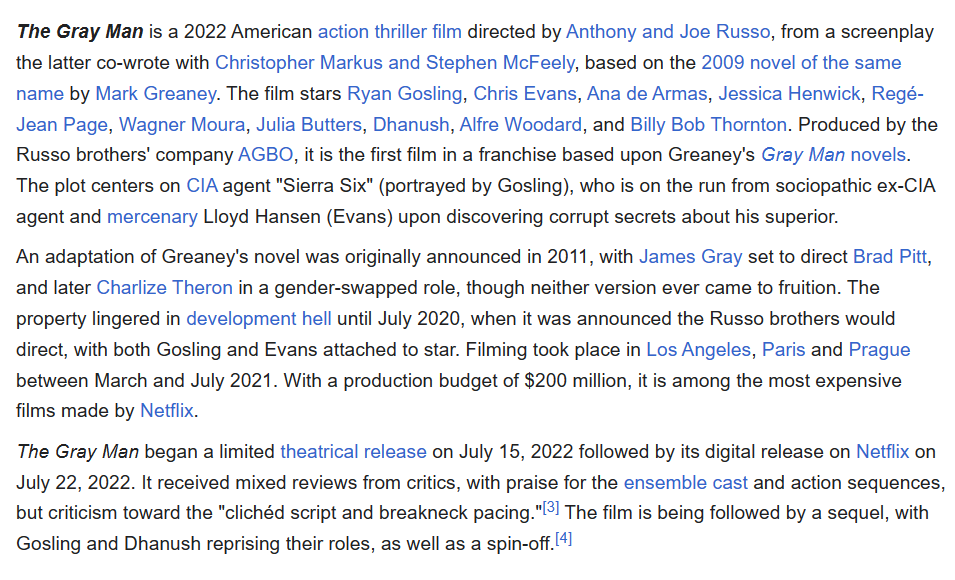 The Gray Man is a 2022 American action thriller film directed by Anthony and Joe Russo, from a screenplay
the latter co-wrote with Christopher Markus and Stephen McFeely, based on the 2009 novel of the same
name by Mark Greaney. The film stars Ryan Gosling, Chris Evans, Ana de Armas, Jessica Henwick, Regé-
Jean Page, Wagner Moura, Julia Butters, Dhanush, Alfre Woodard, and Billy Bob Thornton. Produced by the
Russo brothers' company AGBO, it is the first film in a franchise based upon Greaney's Gray Man novels.
The plot centers on CIA agent "Sierra Six" (portrayed by Gosling), who is on the run from sociopathic ex-CIA
agent and mercenary Lloyd Hansen (Evans) upon discovering corrupt secrets about his superior.
An adaptation of Greaney's novel was originally announced in 2011, with James Gray set to direct Brad Pitt,
and later Charlize Theron in a gender-swapped role, though neither version ever came to fruition. The
property lingered in development hell until July 2020, when it was announced the Russo brothers would
direct, with both Gosling and Evans attached to star. Filming took place in Los Angeles, Paris and Prague
between March and July 2021. With a production budget of $200 million, it is among the most expensive
films made by Netflix.
The Gray Man began a limited theatrical release on July 15, 2022 followed by its digital release on Netflix on
July 22, 2022. It received mixed reviews from critics, with praise for the ensemble cast and action sequences,
but criticism toward the "clichéd script and breakneck pacing."[3] The film is being followed by a sequel, with
Gosling and Dhanush reprising their roles, as well as a spin-off.[4]